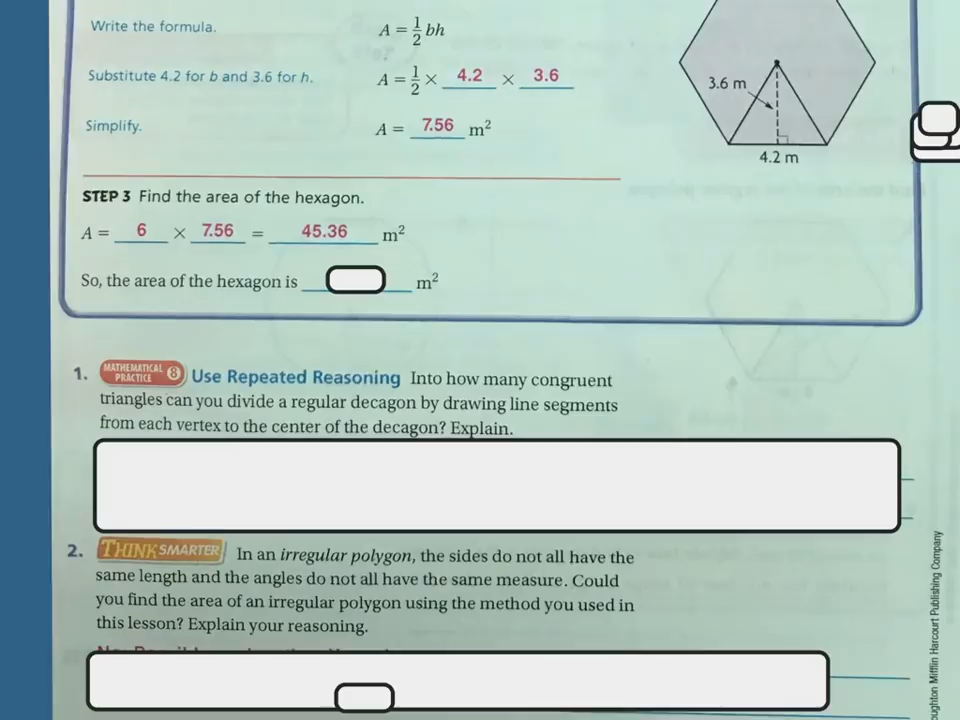 Write the formula. A = 1/2 bh
Substitute 4.2 for b and 3.6 for h. A = 1/2 × 4.2 × 3.6
Simplify. A = 7.56 m²
3.6 m
4.2 m
STEP 3 Find the area of the hexagon.
A = 6 × 7.56 = 45.36 m²
So, the area of the hexagon is m²
1. MATHEMATICAL PRACTICE 8 Use Repeated Reasoning Into how many congruent
triangles can you divide a regular decagon by drawing line segments
from each vertex to the center of the decagon? Explain.
2. THINK SMARTER In an irregular polygon, the sides do not all have the
same length and the angles do not all have the same measure. Could
you find the area of an irregular polygon using the method you used in
this lesson? Explain your reasoning.
Mifflin Harcourt Publishing Company